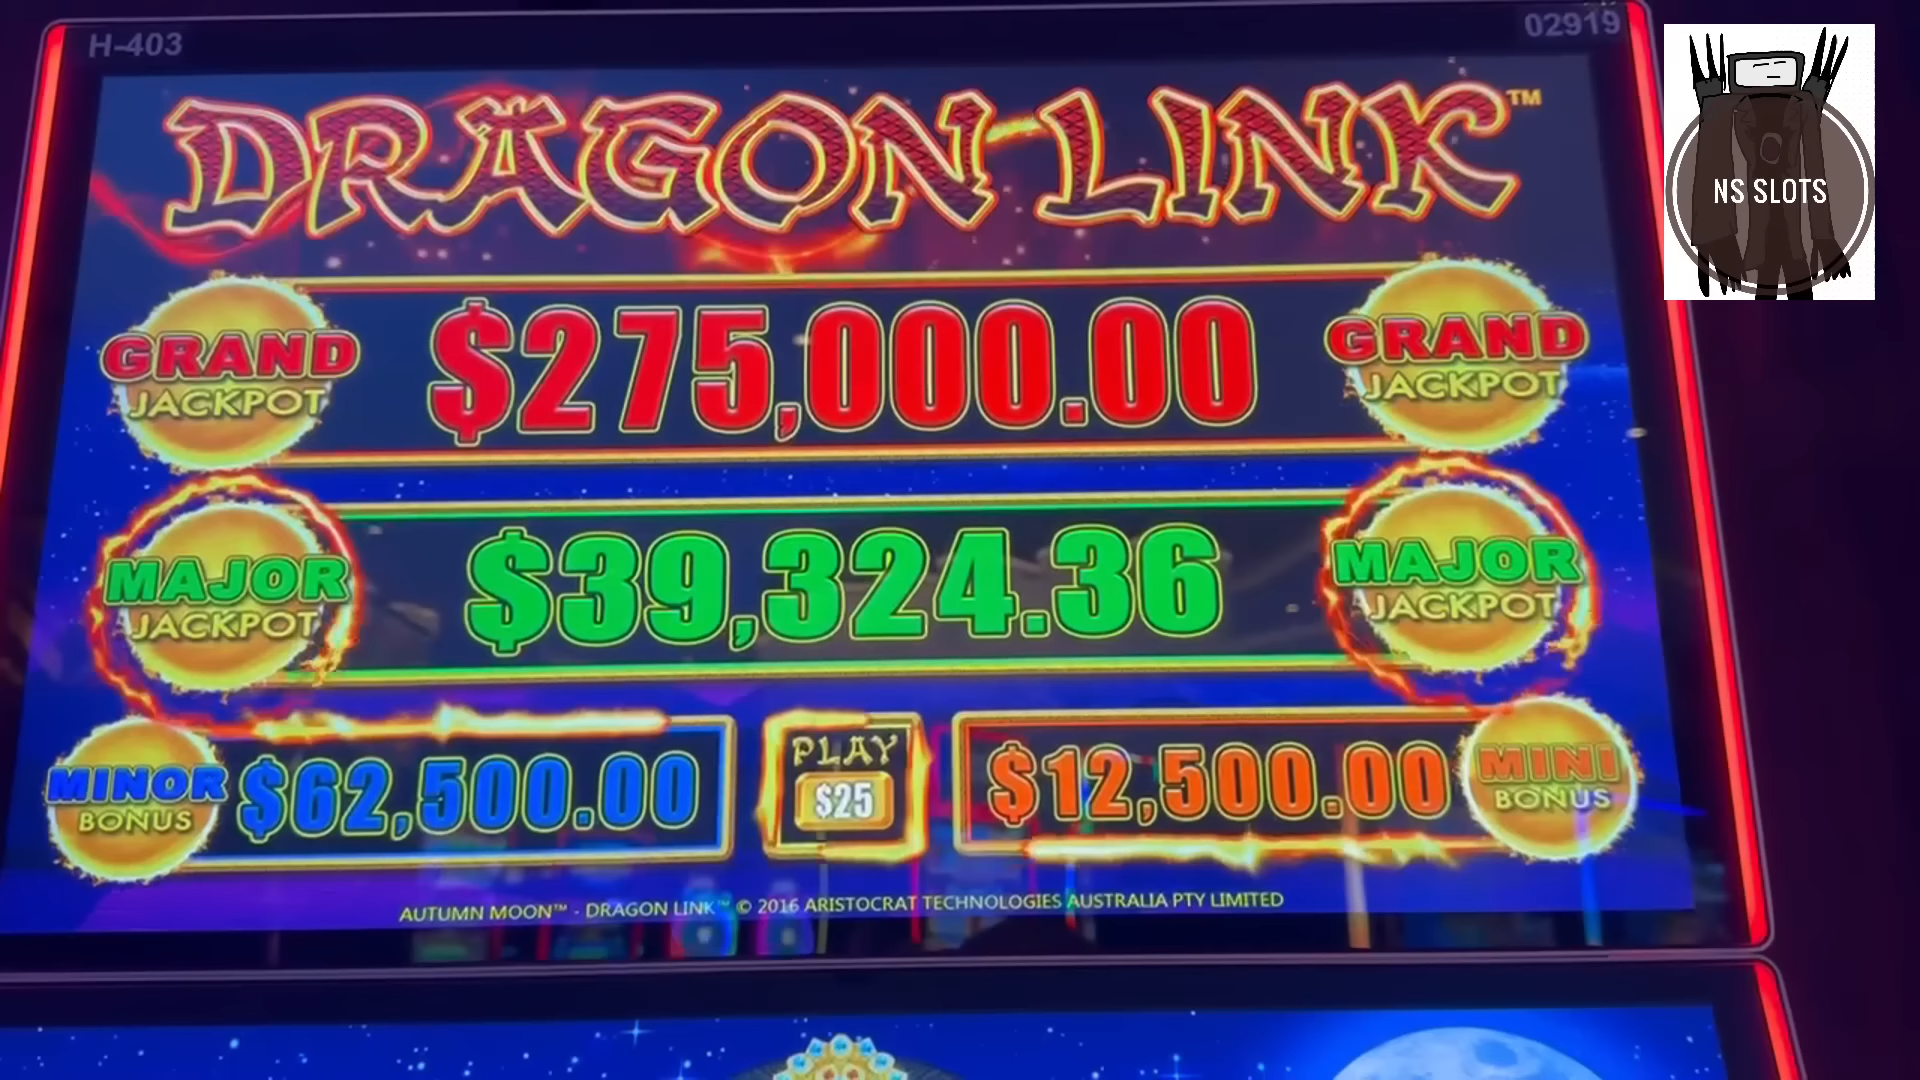 H-403
02919
DRAGON LINK™
GRAND
JACKPOT
$275,000.00
GRAND
JACKPOT
MAJOR
JACKPOT
$39,324.36
MAJOR
JACKPOT
MINOR
BONUS
$62,500.00
PLAY
$25
$12,500.00
MINI
BONUS
AUTUMN MOON™ - DRAGON LINK™ © 2016 ARISTOCRAT TECHNOLOGIES AUSTRALIA PTY LIMITED
NS SLOTS